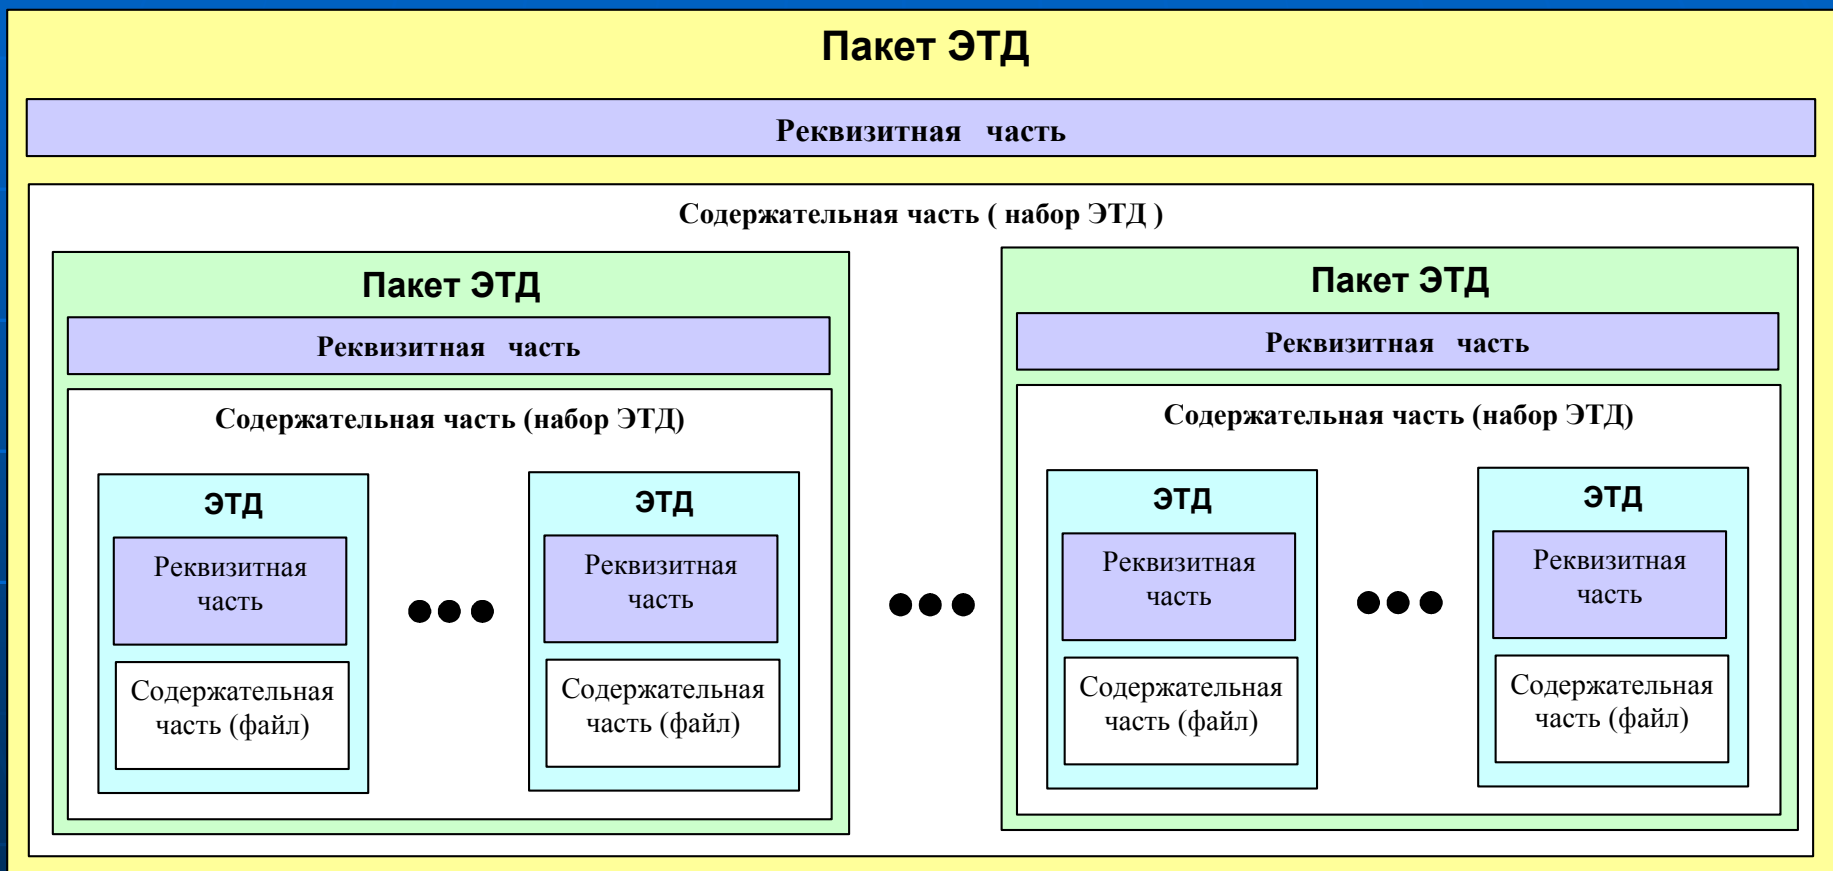 Пакет ЭТД
Реквизитная часть
Содержательная часть ( набор ЭТД )
Пакет ЭТД
Реквизитная часть
Содержательная часть (набор ЭТД)
ЭТД
Реквизитная
часть
Содержательная
часть (файл)
ЭТД
Реквизитная
часть
Содержательная
часть (файл)
Пакет ЭТД
Реквизитная часть
Содержательная часть (набор ЭТД)
ЭТД
Реквизитная
часть
Содержательная
часть (файл)
ЭТД
Реквизитная
часть
Содержательная
часть (файл)